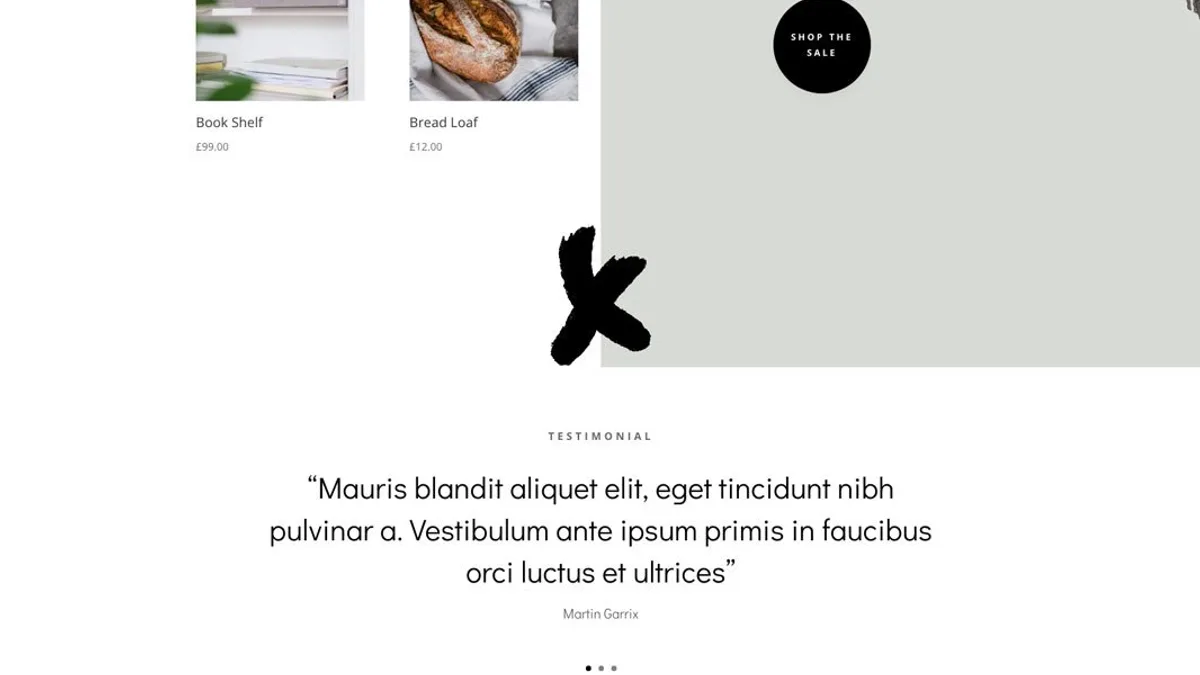 SHOP THE
SALE
Book Shelf
£99.00
Bread Loaf
£12.00
TESTIMONIAL
“Mauris blandit aliquet elit, eget tincidunt nibh
pulvinar a. Vestibulum ante ipsum primis in faucibus
orci luctus et ultrices”
Martin Garrix